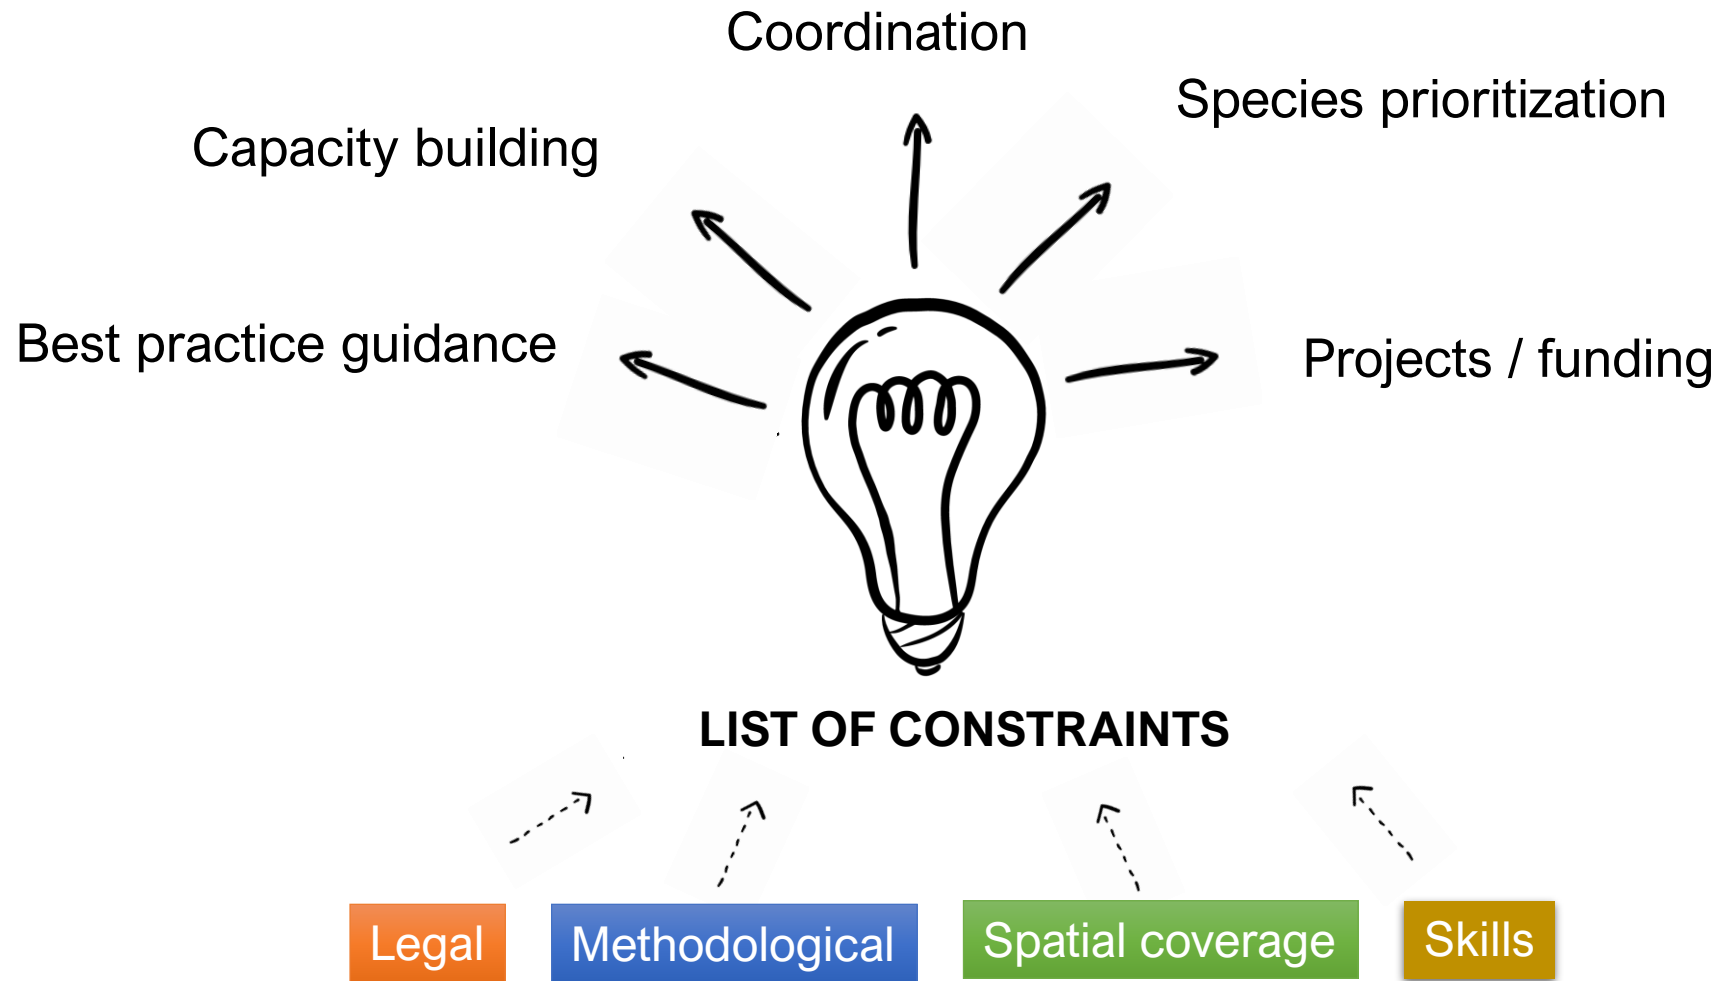 Coordination
Species prioritization
Capacity building
Best practice guidance
Projects / funding
LIST OF CONSTRAINTS
Legal
Methodological
Spatial coverage
Skills